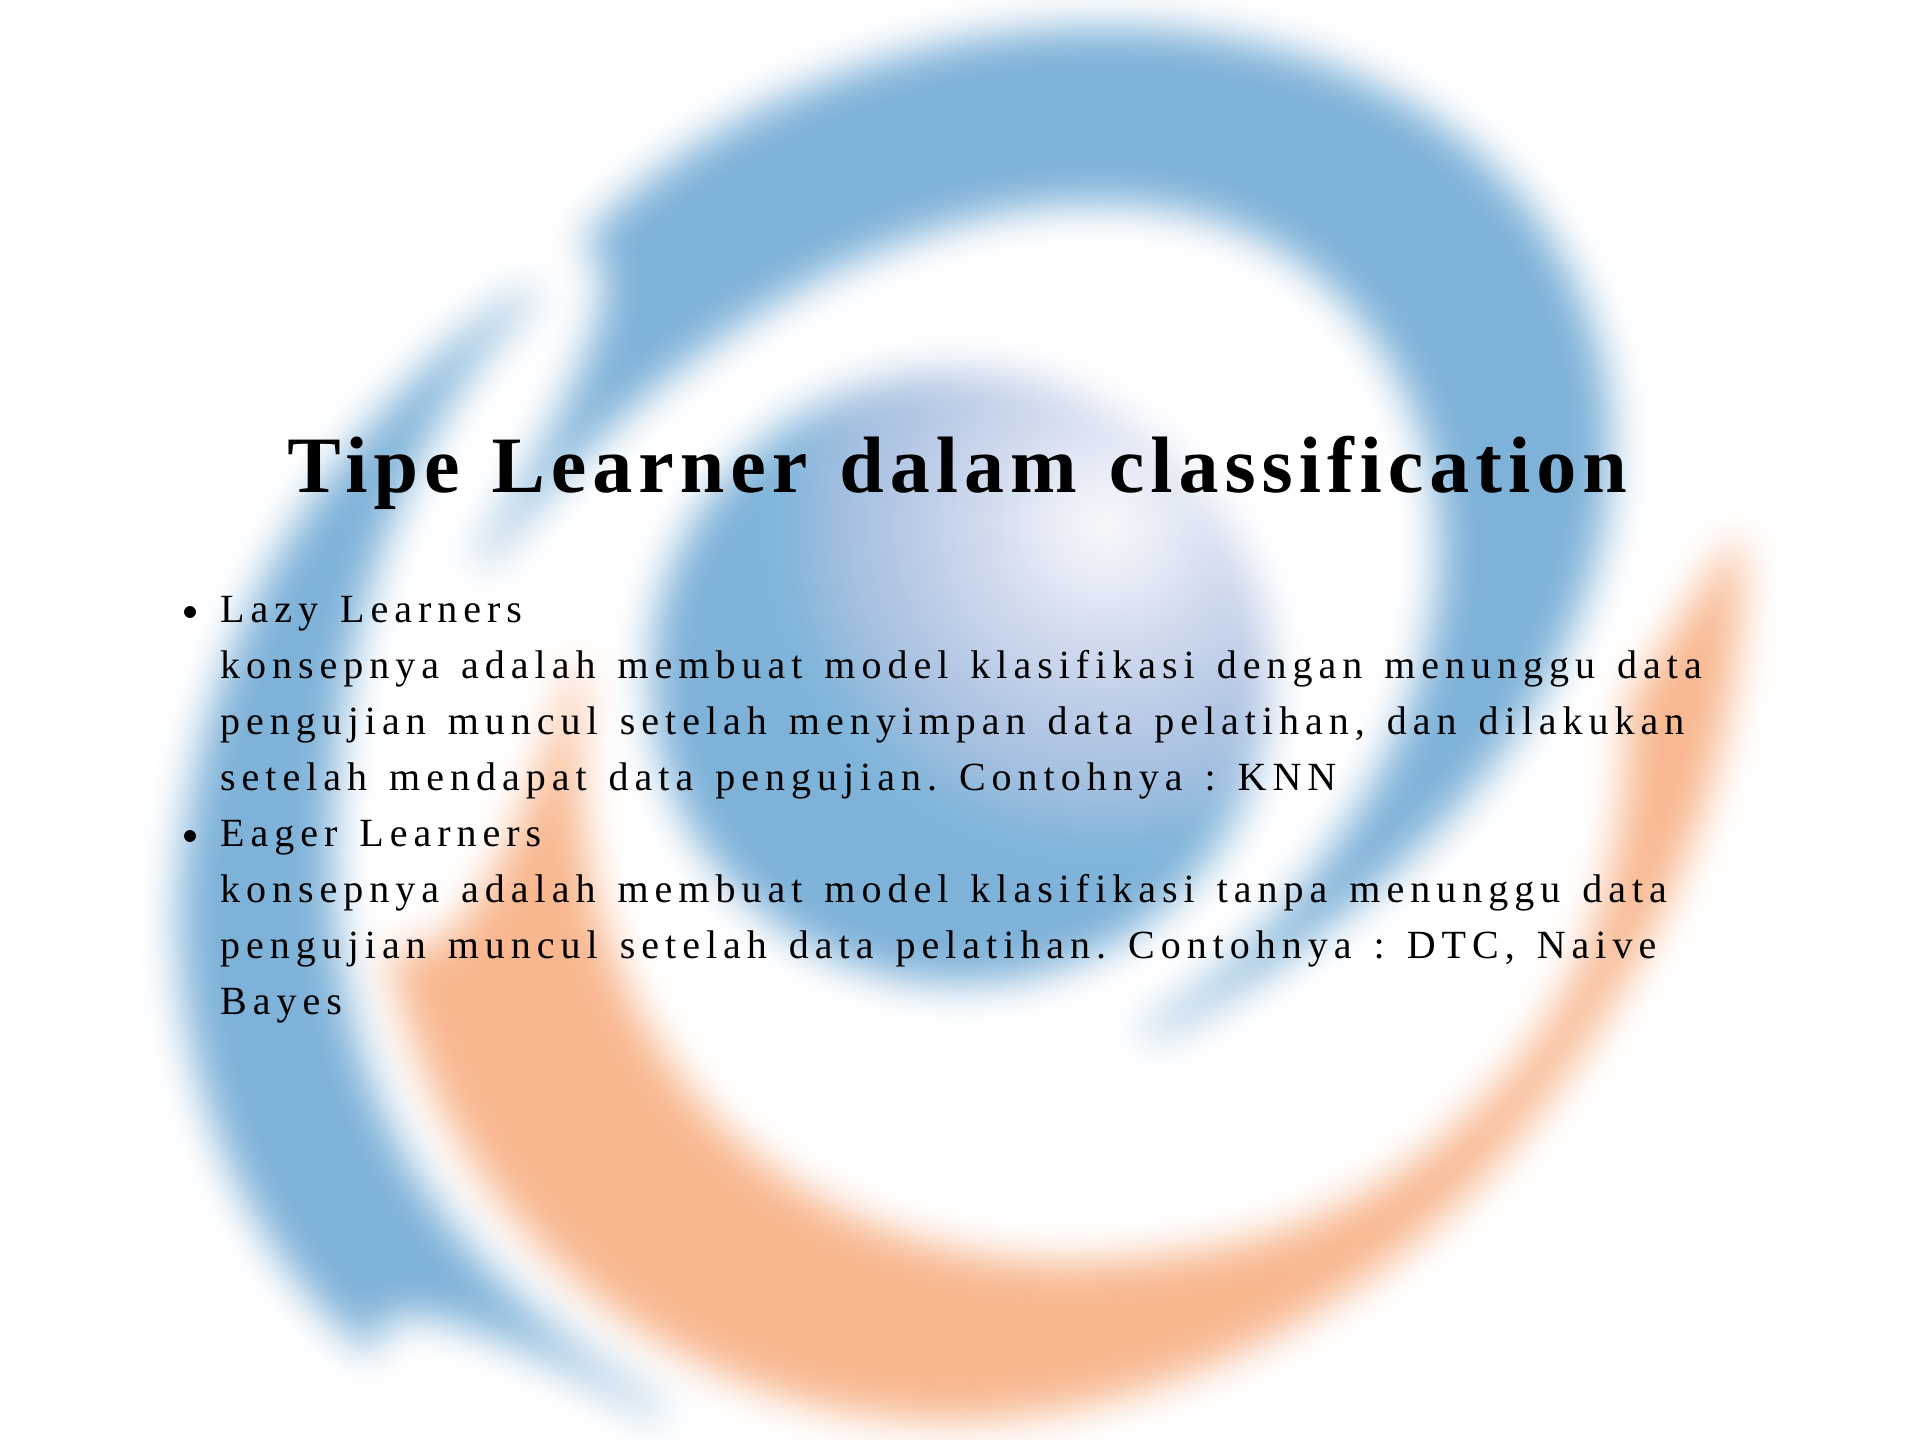 Tipe Learner dalam classification
• Lazy Learners
konsepnya adalah membuat model klasifikasi dengan menunggu data
pengujian muncul setelah menyimpan data pelatihan, dan dilakukan
setelah mendapat data pengujian. Contohnya : KNN
• Eager Learners
konsepnya adalah membuat model klasifikasi tanpa menunggu data
pengujian muncul setelah data pelatihan. Contohnya : DTC, Naive
Bayes